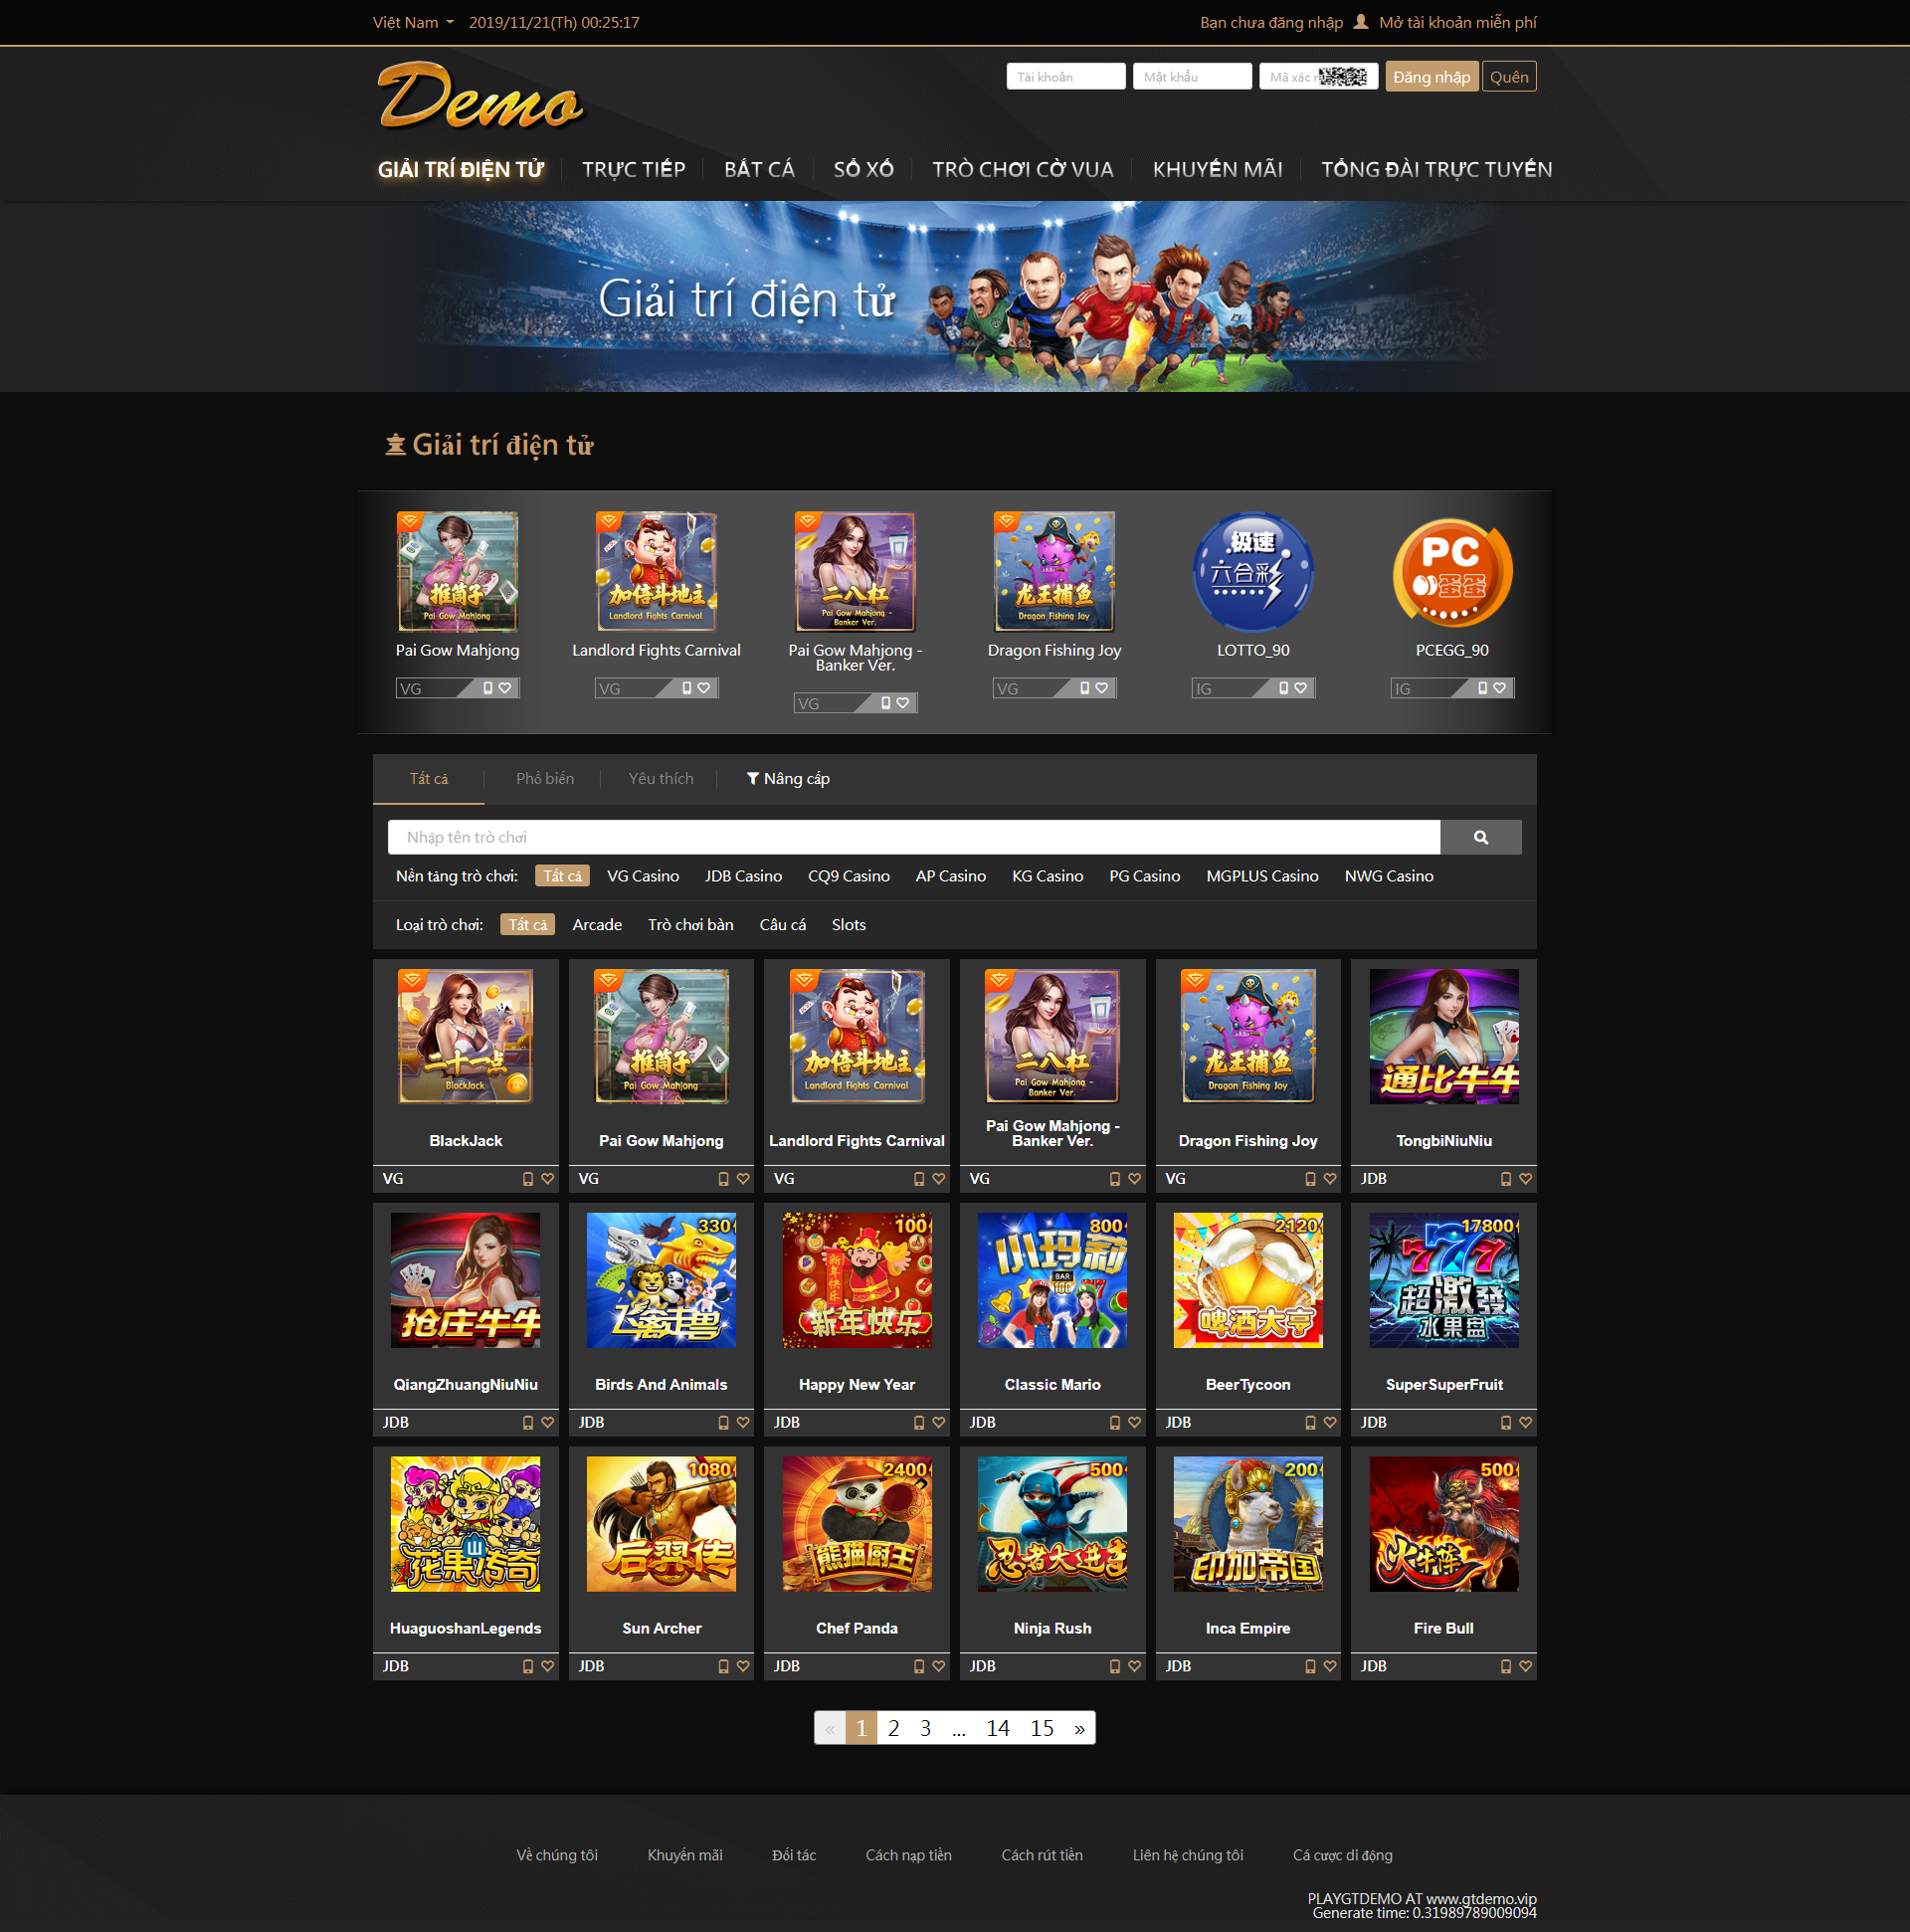 Việt Nam 2019/11/21(Th) 00:25:17 Bạn chưa đăng nhập Mở tài khoản miễn phí
Demo
Tài khoản Mật khẩu Mã xác Đăng nhập Quên
GIẢI TRÍ ĐIỆN TỬ TRỰC TIẾP BẮT CÁ SỔ XỐ TRÒ CHƠI CỜ VUA KHUYẾN MÃI TỔNG ĐÀI TRỰC TUYẾN
Giải trí điện tử
Giải trí điện tử
推筒子 加倍斗地主 二八杠 龙王捕鱼 极速 六合彩 PC 蛋蛋
Pai Gow Mahjong Landlord Fights Carnival Pai Gow Mahjong - Banker Ver. Dragon Fishing Joy
Pai Gow Mahjong Landlord Fights Carnival Pai Gow Mahjong - Banker Ver. Dragon Fishing Joy LOTTO_90 PCEGG_90
VG VG VG VG IG IG
Tất cả Phổ biến Yêu thích Nâng cấp
Nhập tên trò chơi
Nền tảng trò chơi: Tất cả VG Casino JDB Casino CQ9 Casino AP Casino KG Casino PG Casino MGPLUS Casino NWG Casino
Loại trò chơi: Tất cả Arcade Trò chơi bàn Câu cá Slots
二十一点 推筒子 加倍斗地主 二八杠 龙王捕鱼 通比牛牛
BlackJack Pai Gow Mahjong Landlord Fights Carnival Pai Gow Mahjong - Banker Ver. Dragon Fishing Joy
BlackJack Pai Gow Mahjong Landlord Fights Carnival Pai Gow Mahjong - Banker Ver. Dragon Fishing Joy TongbiNiuNiu
VG VG VG VG VG JDB
330 100 800 2120 17800
抢庄牛牛 飞禽走兽 新年快乐 小玛莉 BAR 100 啤酒大亨 777 超激發 水果盘
QiangZhuangNiuNiu Birds And Animals Happy New Year Classic Mario BeerTycoon SuperSuperFruit
JDB JDB JDB JDB JDB JDB
1080 2400 500 200 500
花果山传奇 后羿传 熊猫厨王 忍者大进击 印加帝国 火牛阵
HuaguoshanLegends Sun Archer Chef Panda Ninja Rush Inca Empire Fire Bull
JDB JDB JDB JDB JDB JDB
« 1 2 3 ... 14 15 »
Về chúng tôi Khuyến mãi Đối tác Cách nạp tiền Cách rút tiền Liên hệ chúng tôi Cá cược di động
PLAYGTDEMO AT www.gtdemo.vip
Generate time: 0.31989789009094